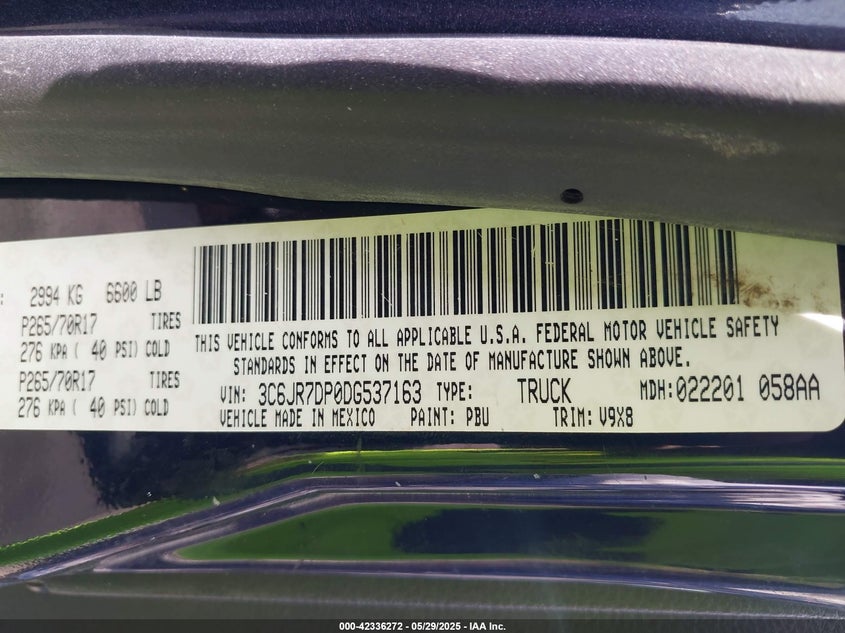 : 2994 KG 6600 LB
P265/70R17 TIRES
276 KPA ( 40 PSI) COLD
P265/70R17 TIRES
276 KPA ( 40 PSI) COLD
THIS VEHICLE CONFORMS TO ALL APPLICABLE U.S.A. FEDERAL MOTOR VEHICLE SAFETY
STANDARDS IN EFFECT ON THE DATE OF MANUFACTURE SHOWN ABOVE.
VIN: 3C6JR7DP0DG537163 TYPE: TRUCK MDH:022201 058AA
VEHICLE MADE IN MEXICO PAINT: PBU TRIM: V9X8
000-42336272 — 05/29/2025 - IAA Inc.